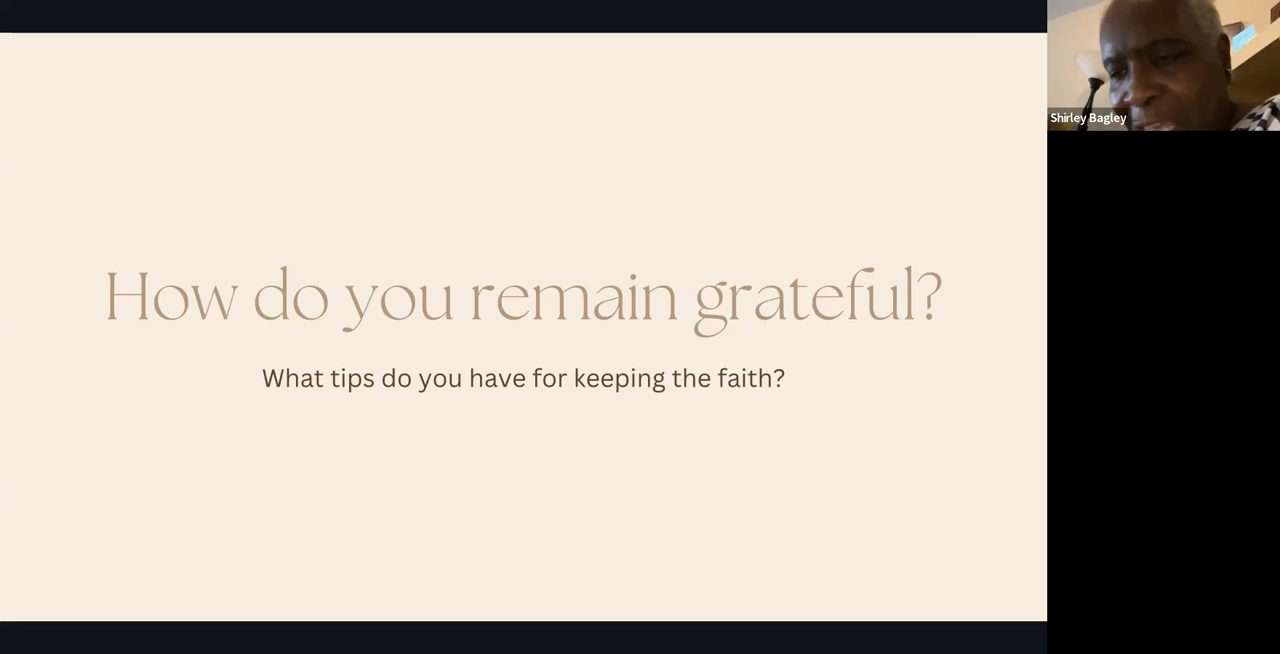 How do you remain grateful?
What tips do you have for keeping the faith?
Shirley Bagley